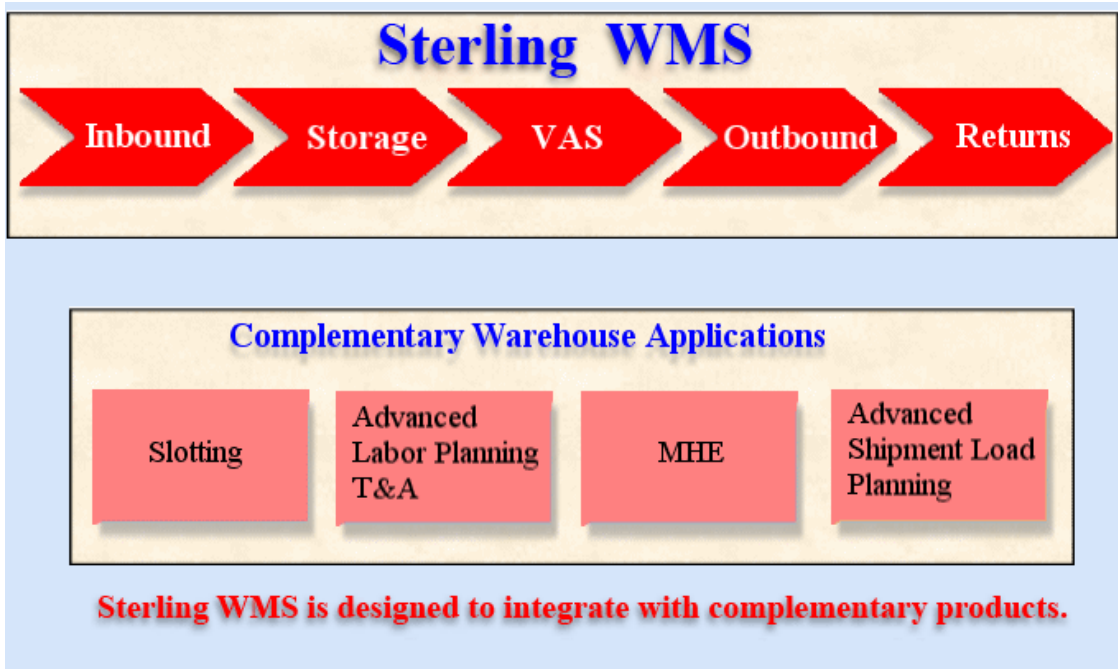 Sterling WMS
Inbound
Storage
VAS
Outbound
Returns
Complementary Warehouse Applications
Slotting
Advanced
Labor Planning
T&A
MHE
Advanced
Shipment Load
Planning
Sterling WMS is designed to integrate with complementary products.